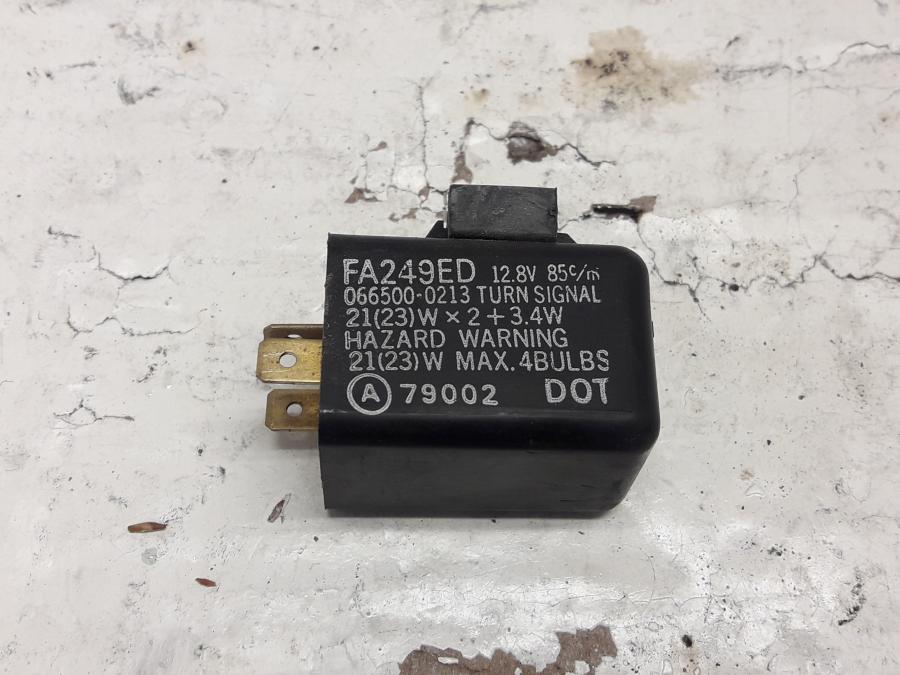 FA249ED 12.8V 85c/m
066500-0213 TURN SIGNAL
21(23)W × 2 + 3.4W
HAZARD WARNING
21(23)W MAX. 4BULBS
Ⓐ 79002 DOT